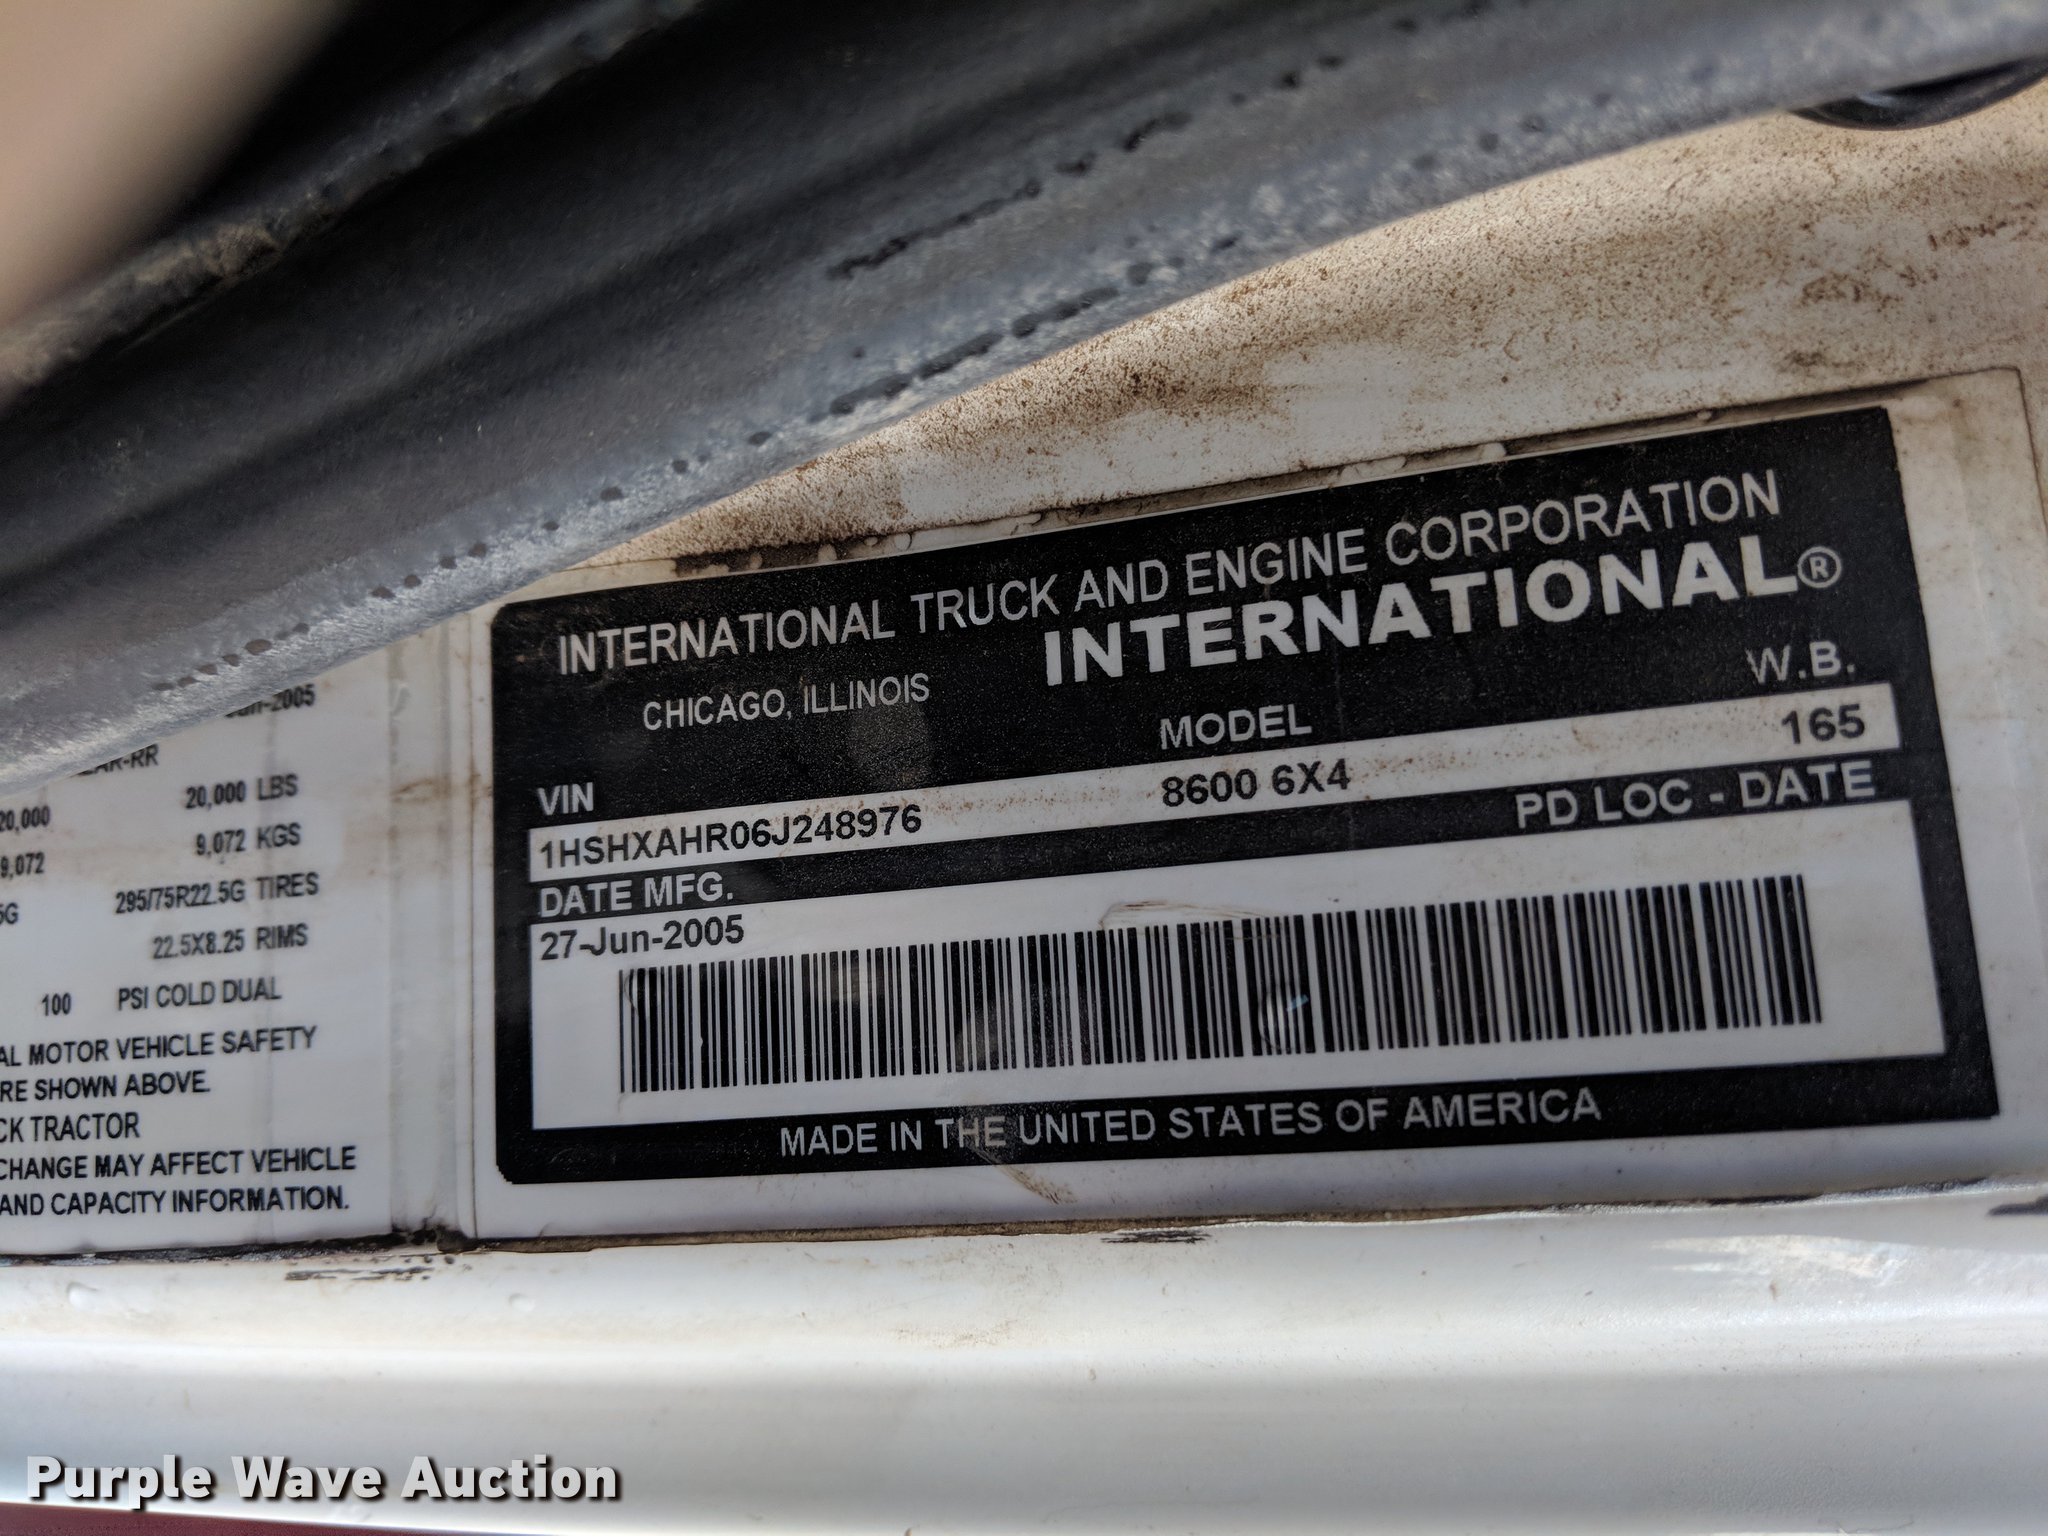 INTERNATIONAL TRUCK AND ENGINE CORPORATION
CHICAGO, ILLINOIS
INTERNATIONAL®
VIN MODEL W.B.
1HSHXAHR06J248976 8600 6X4 165
DATE MFG. PD LOC - DATE
27-Jun-2005
MADE IN THE UNITED STATES OF AMERICA
-2005
-RR
20,000 20,000 LBS
9,072 9,072 KGS
295/75R22.5G TIRES
22.5X8.25 RIMS
100 PSI COLD DUAL
AL MOTOR VEHICLE SAFETY
RE SHOWN ABOVE.
CK TRACTOR
CHANGE MAY AFFECT VEHICLE
AND CAPACITY INFORMATION.
Purple Wave Auction